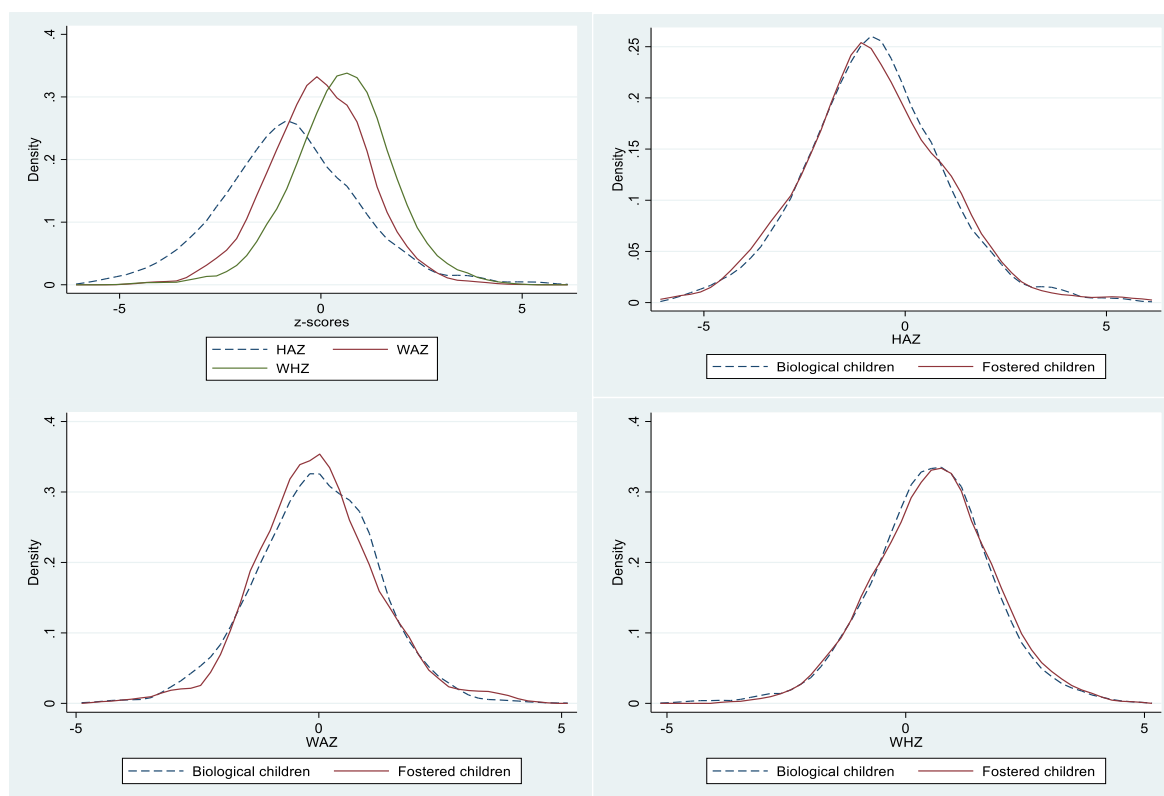 Density
.4
.3
.2
.1
0
-5 0 5
z-scores
HAZ WAZ
WHZ
Density
.25
.2
.15
.1
.05
0
-5 0 5
HAZ
Biological children Fostered children
Density
.4
.3
.2
.1
0
-5 0 5
WAZ
Biological children Fostered children
Density
.4
.3
.2
.1
0
-5 0 5
WHZ
Biological children Fostered children